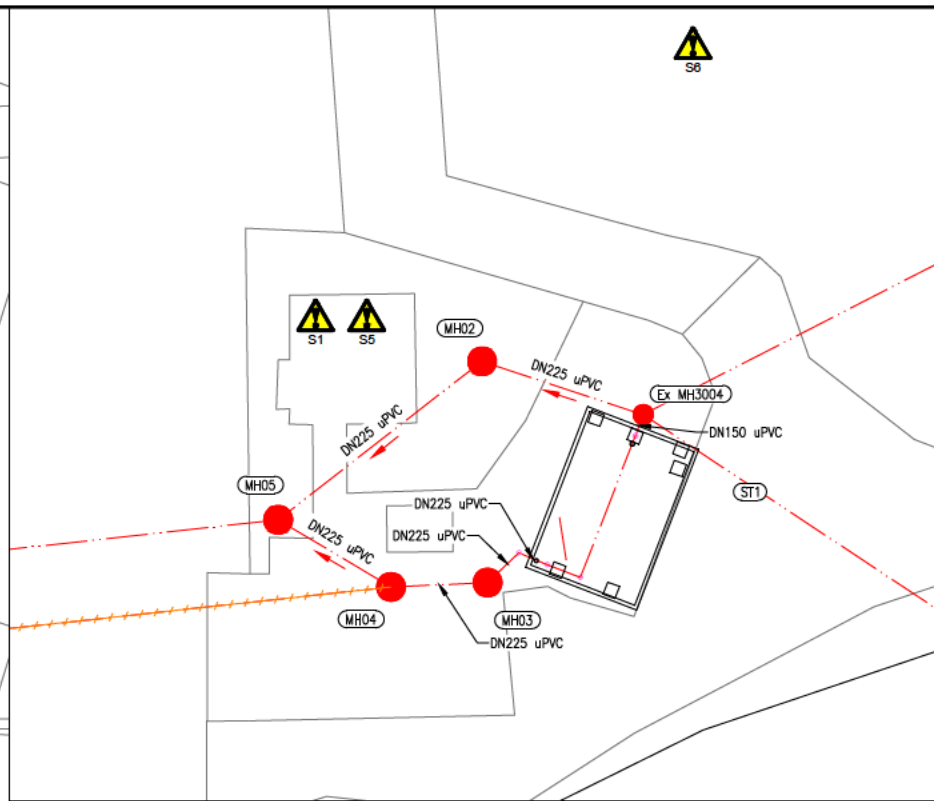 S6
S1
S5
MH02
DN225 uPVC
Ex MH3004
DN150 uPVC
DN225 uPVC
ST1
MH05
DN225 uPVC
DN225 uPVC
DN225 uPVC
MH04
MH03
DN225 uPVC